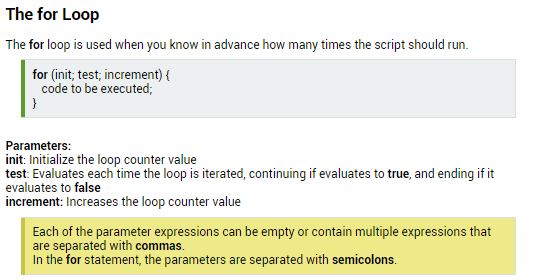 The for Loop
The for loop is used when you know in advance how many times the script should run.
for (init; test; increment) {
code to be executed;
}
Parameters:
init: Initialize the loop counter value
test: Evaluates each time the loop is iterated, continuing if evaluates to true, and ending if it
evaluates to false
increment: Increases the loop counter value
Each of the parameter expressions can be empty or contain multiple expressions that
are separated with commas.
In the for statement, the parameters are separated with semicolons.